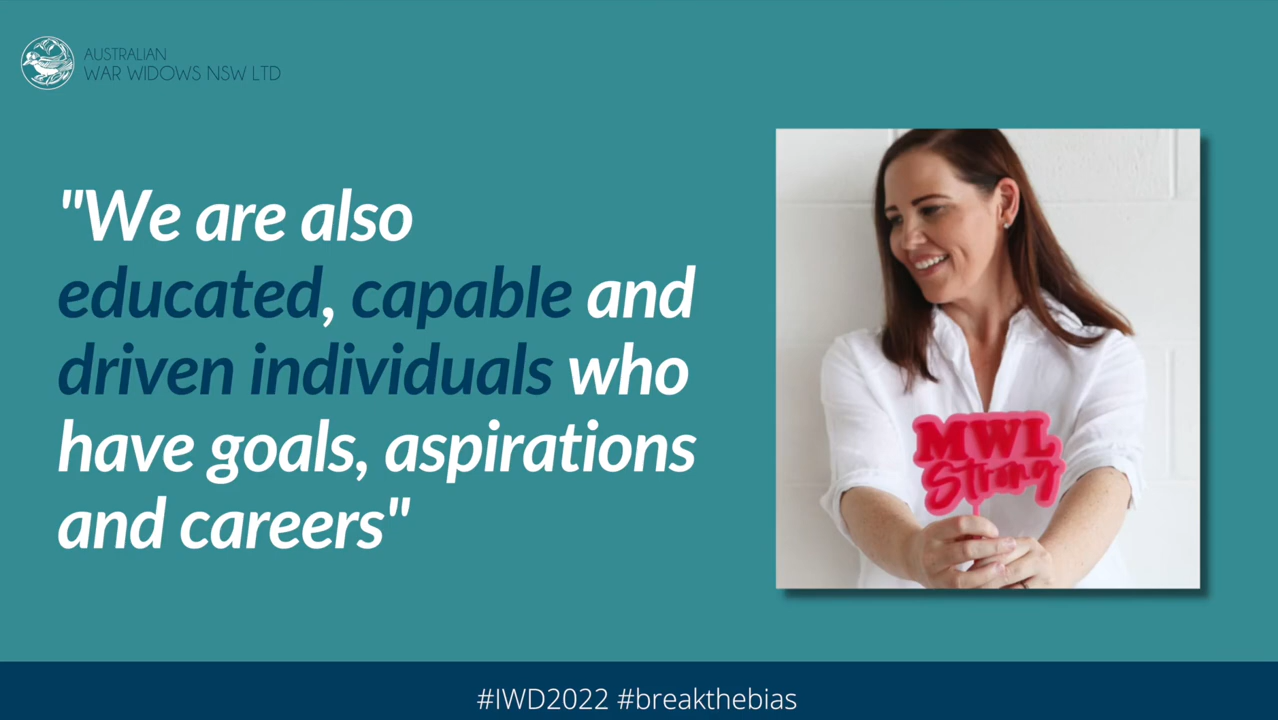 AUSTRALIAN
WAR WIDOWS NSW LTD
"We are also
educated, capable and
driven individuals who
have goals, aspirations
and careers"
MWL
Strong
#IWD2022 #breakthebias